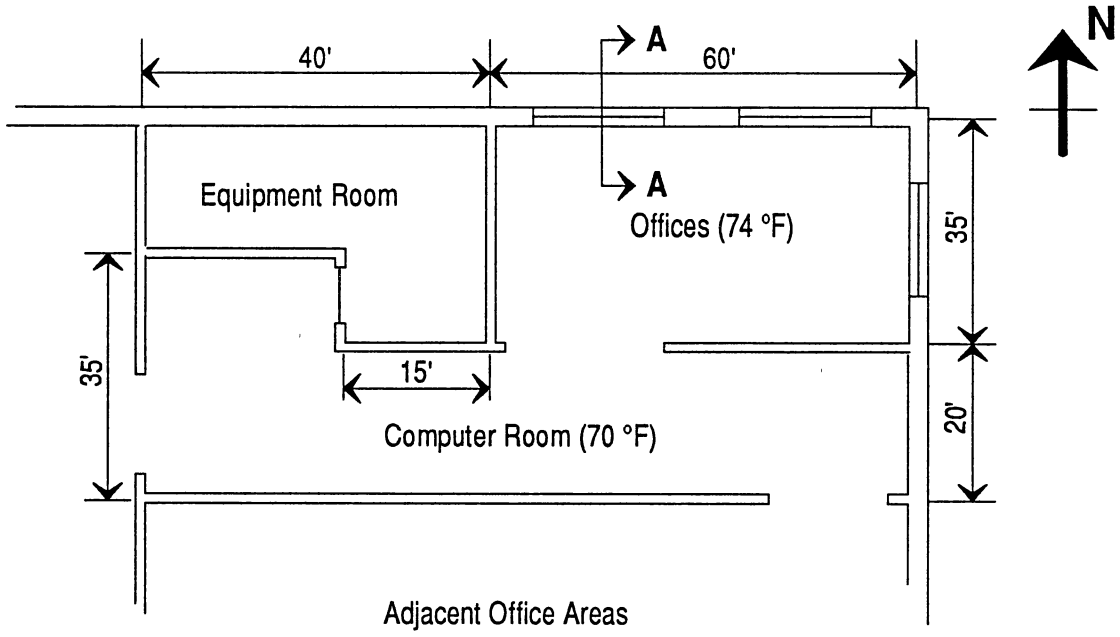 N
A
40'
60'
A
Equipment Room
Offices (74 °F)
35'
35'
15'
20'
Computer Room (70 °F)
Adjacent Office Areas